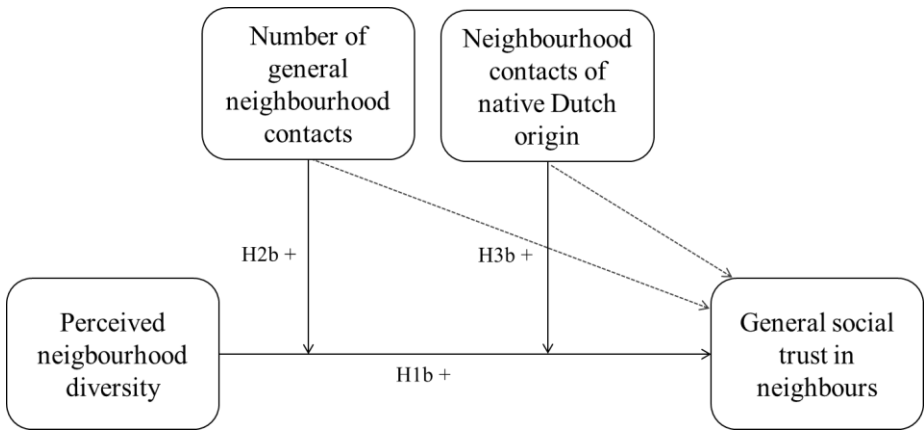 Number of
general
neighbourhood
contacts
Neighbourhood
contacts of
native Dutch
origin
H2b +
H3b +
Perceived
neigbourhood
diversity
H1b +
General social
trust in
neighbours